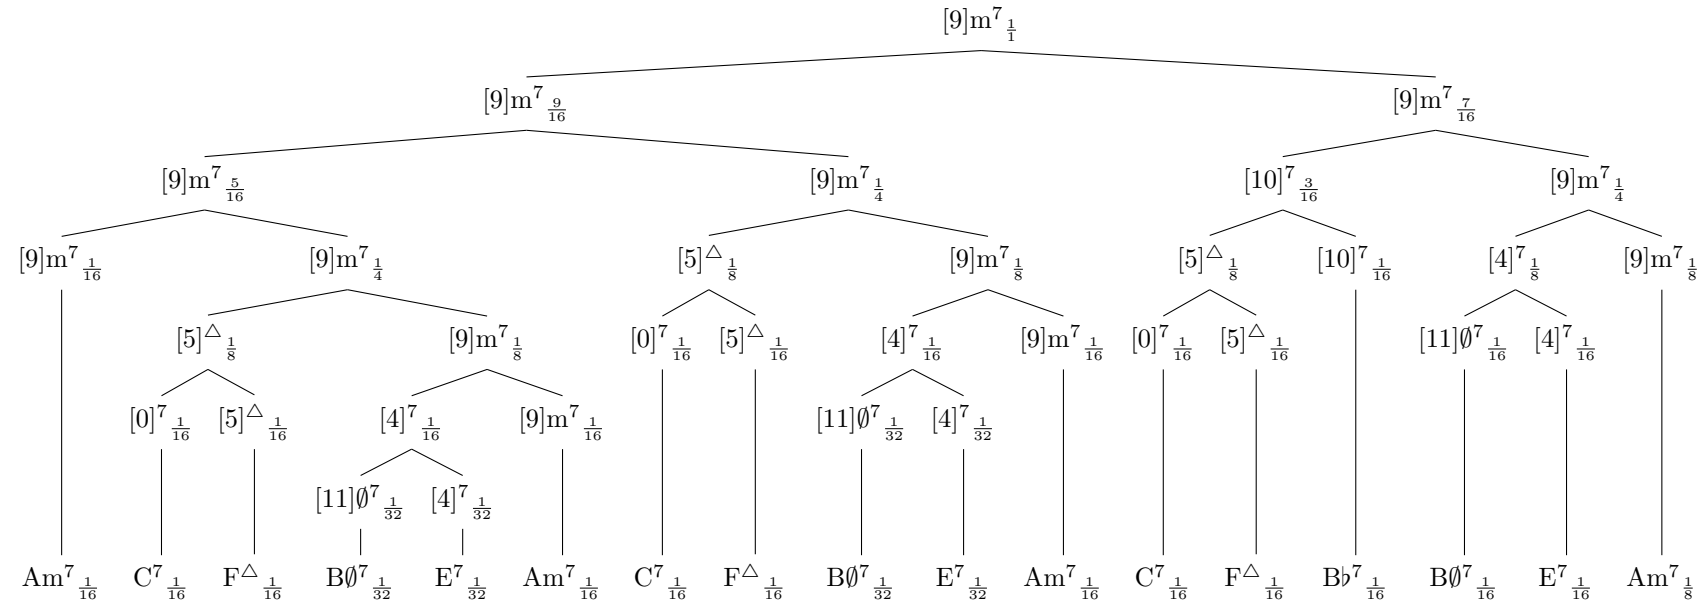 [9]m⁷ 1/1
[9]m⁷ 9/16 [9]m⁷ 7/16
[9]m⁷ 5/16 [9]m⁷ 1/4 [10]⁷ 3/16 [9]m⁷ 1/4
[9]m⁷ 1/16 [9]m⁷ 1/4 [5]△ 1/8 [9]m⁷ 1/8 [5]△ 1/8 [10]⁷ 1/16 [4]⁷ 1/8 [9]m⁷ 1/8
[5]△ 1/8 [9]m⁷ 1/8 [0]⁷ 1/16 [5]△ 1/16 [4]⁷ 1/16 [9]m⁷ 1/16 [0]⁷ 1/16 [5]△ 1/16 [11]∅⁷ 1/16 [4]⁷ 1/16
[0]⁷ 1/16 [5]△ 1/16 [4]⁷ 1/16 [9]m⁷ 1/16 [11]∅⁷ 1/32 [4]⁷ 1/32
[11]∅⁷ 1/32 [4]⁷ 1/32
Am⁷ 1/16 C⁷ 1/16 F△ 1/16 B∅⁷ 1/32 E⁷ 1/32 Am⁷ 1/16 C⁷ 1/16 F△ 1/16 B∅⁷ 1/32 E⁷ 1/32 Am⁷ 1/16 C⁷ 1/16 F△ 1/16 B♭⁷ 1/16 B∅⁷ 1/16 E⁷ 1/16 Am⁷ 1/8